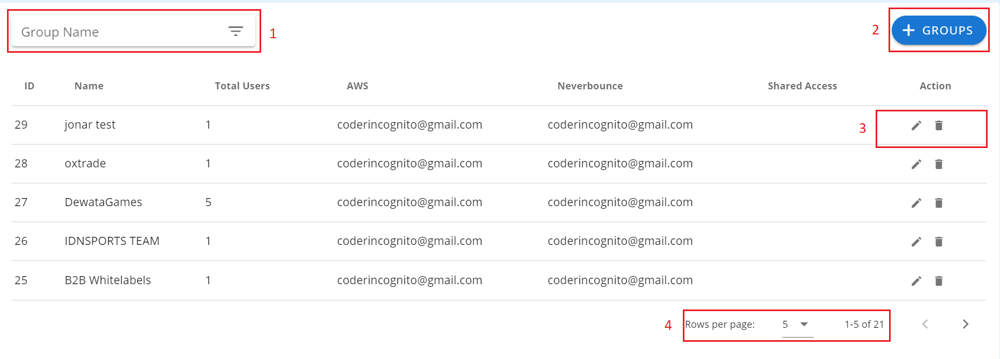 Group Name 1 2 GROUPS
ID Name Total Users AWS Neverbounce Shared Access Action
29 jonar test 1 coderincognito@gmail.com coderincognito@gmail.com 3
28 oxtrade 1 coderincognito@gmail.com coderincognito@gmail.com
27 DewataGames 5 coderincognito@gmail.com coderincognito@gmail.com
26 IDNSPORTS TEAM 1 coderincognito@gmail.com coderincognito@gmail.com
25 B2B Whitelabels 1 coderincognito@gmail.com coderincognito@gmail.com
4 Rows per page: 5 1-5 of 21